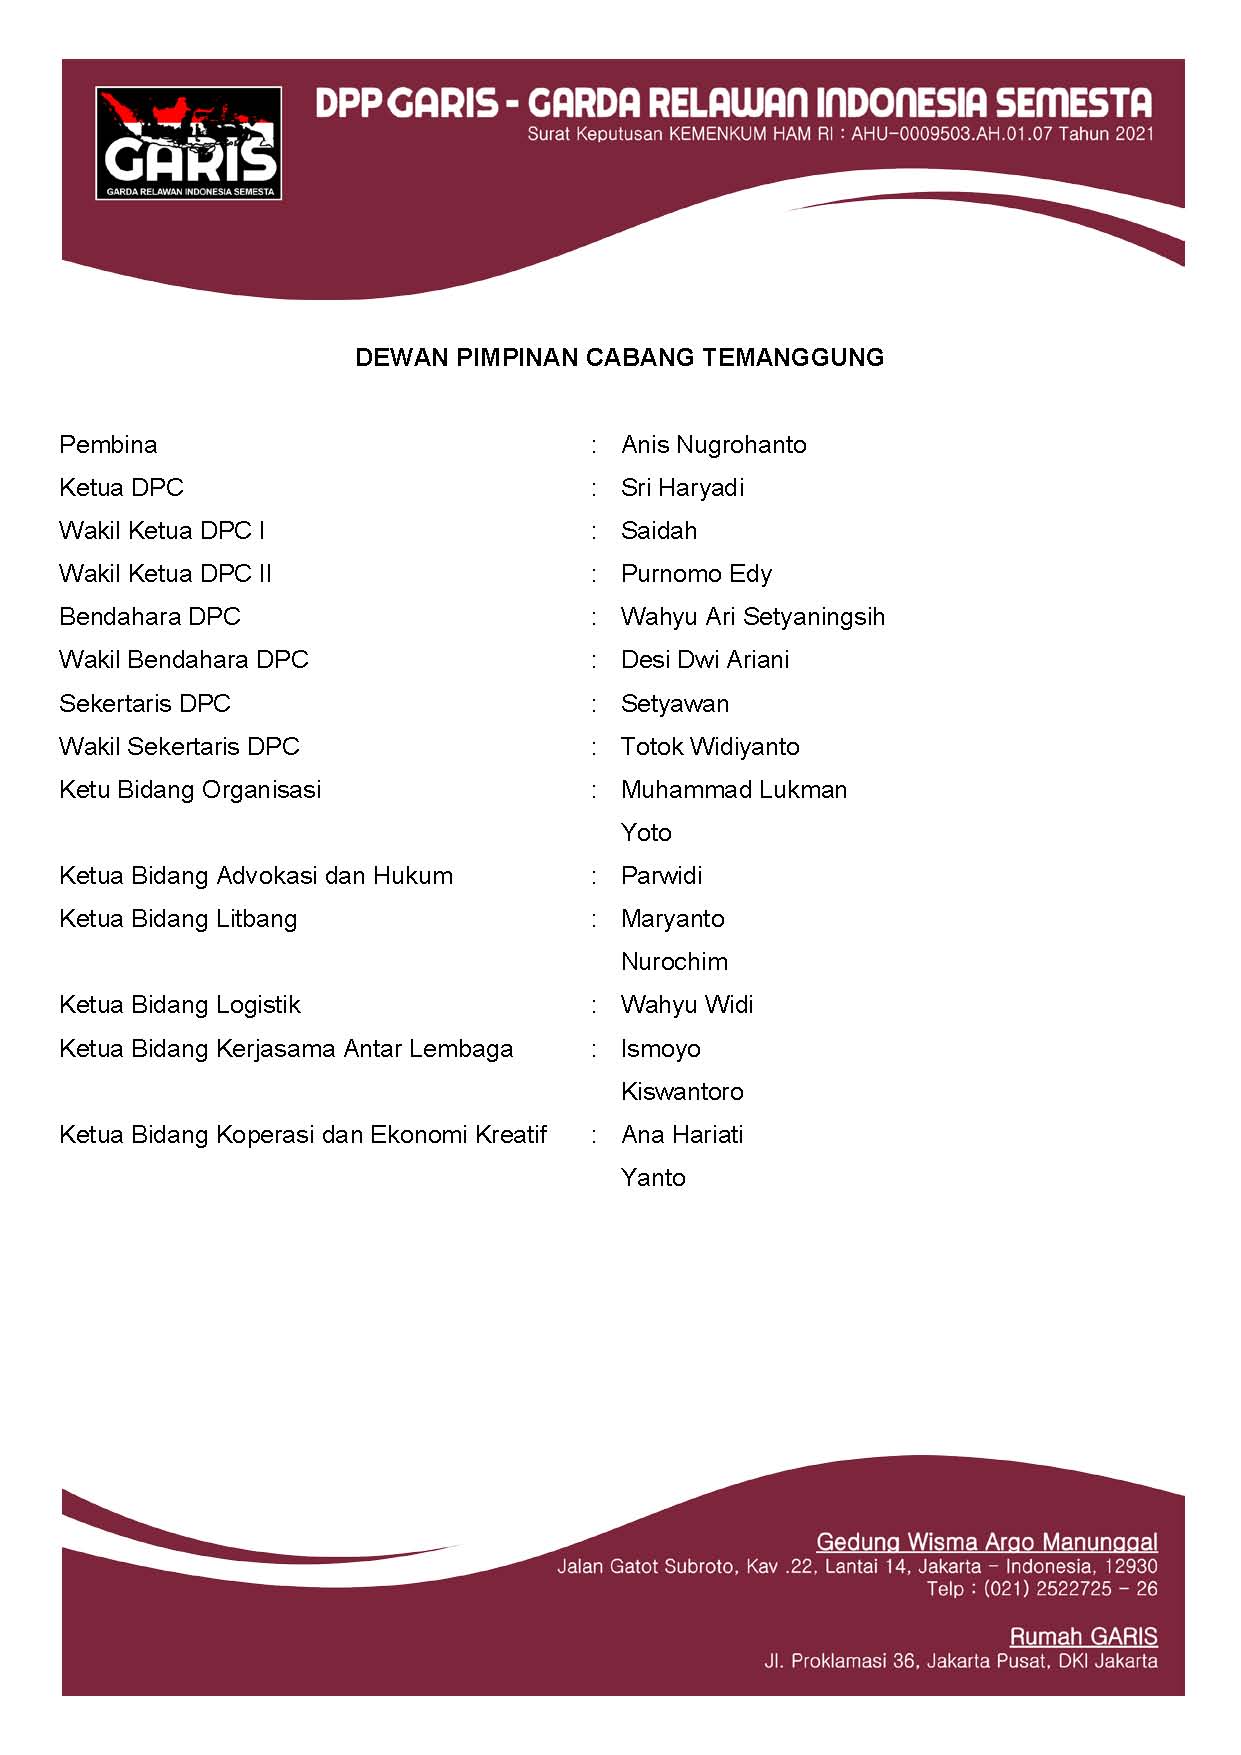 DPP GARIS - GARDA RELAWAN INDONESIA SEMESTA
Surat Keputusan KEMENKUM HAM RI : AHU-0009503.AH.01.07 Tahun 2021
GARIS
GARDA RELAWAN INDONESIA SEMESTA
DEWAN PIMPINAN CABANG TEMANGGUNG
Pembina : Anis Nugrohanto
Ketua DPC : Sri Haryadi
Wakil Ketua DPC I : Saidah
Wakil Ketua DPC II : Purnomo Edy
Bendahara DPC : Wahyu Ari Setyaningsih
Wakil Bendahara DPC : Desi Dwi Ariani
Sekertaris DPC : Setyawan
Wakil Sekertaris DPC : Totok Widiyanto
Ketu Bidang Organisasi : Muhammad Lukman
Yoto
Ketua Bidang Advokasi dan Hukum : Parwidi
Ketua Bidang Litbang : Maryanto
Nurochim
Ketua Bidang Logistik : Wahyu Widi
Ketua Bidang Kerjasama Antar Lembaga : Ismoyo
Kiswantoro
Ketua Bidang Koperasi dan Ekonomi Kreatif : Ana Hariati
Yanto
Gedung Wisma Argo Manunggal
Jalan Gatot Subroto, Kav .22, Lantai 14, Jakarta - Indonesia, 12930
Telp : (021) 2522725 - 26
Rumah GARIS
Jl. Proklamasi 36, Jakarta Pusat, DKI Jakarta